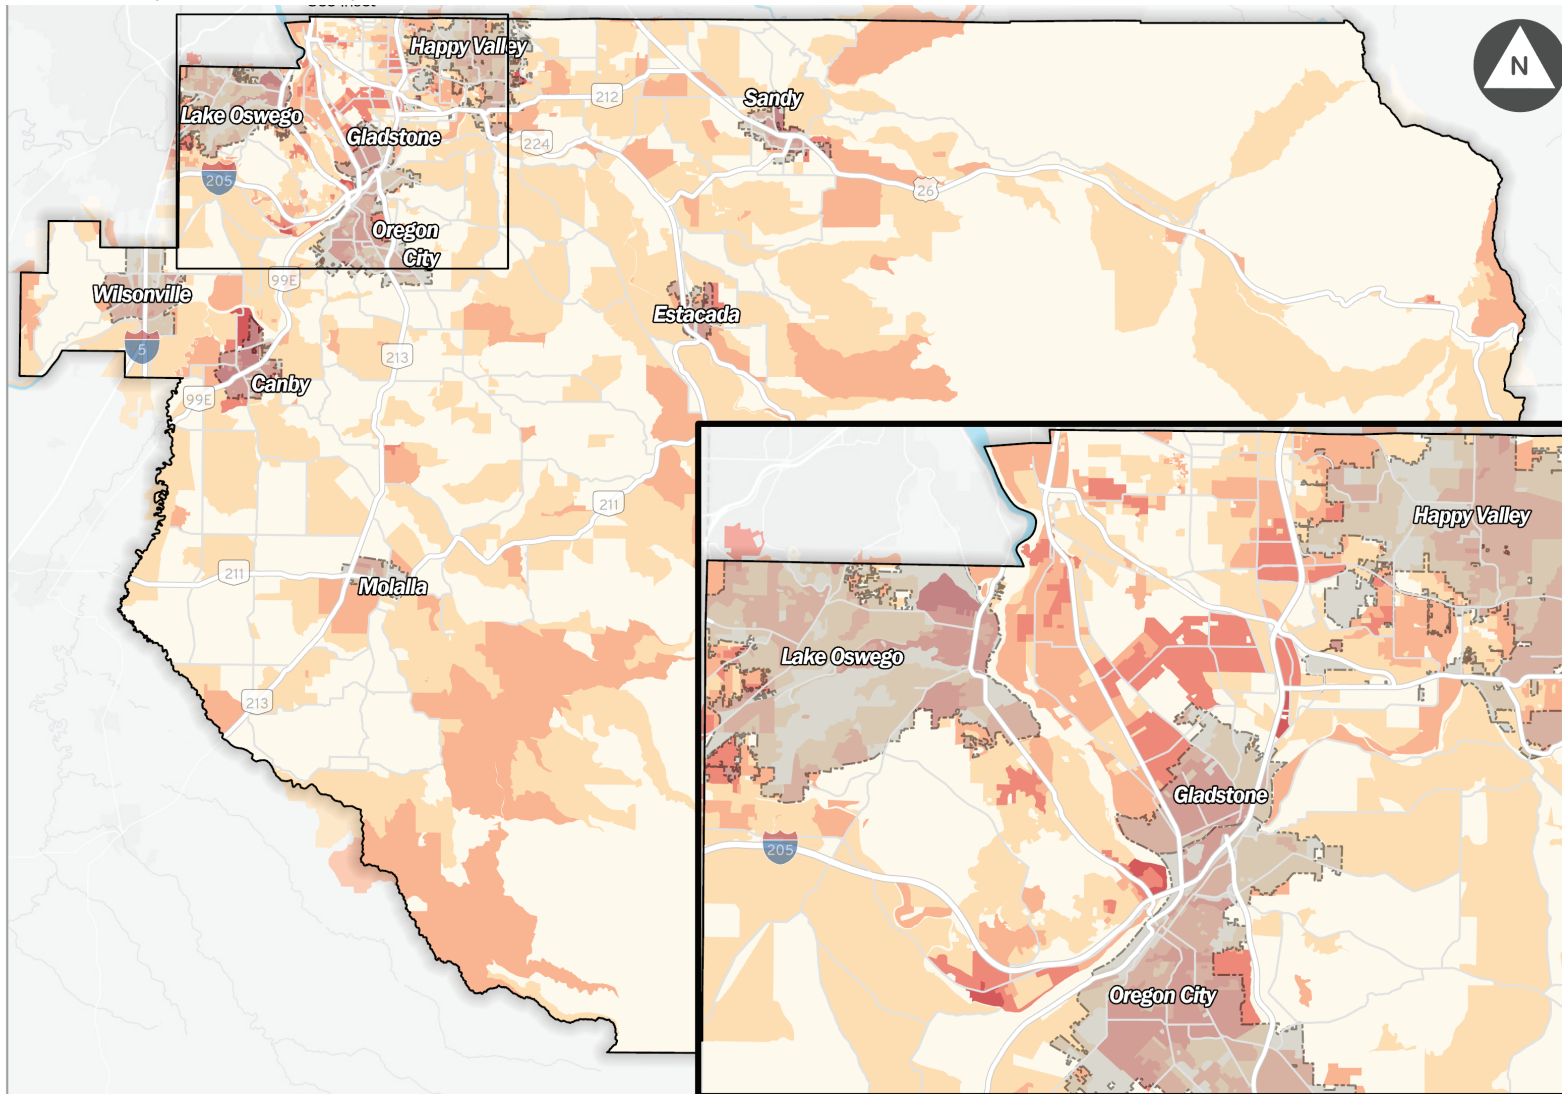 Happy Valley
N
Lake Oswego
212
Sandy
Gladstone
224
205
26
Oregon
City
99E
Wilsonville
Estacada
5
213
Canby
99E
211
Happy Valley
211
Molalla
Lake Oswego
213
Gladstone
205
Oregon City